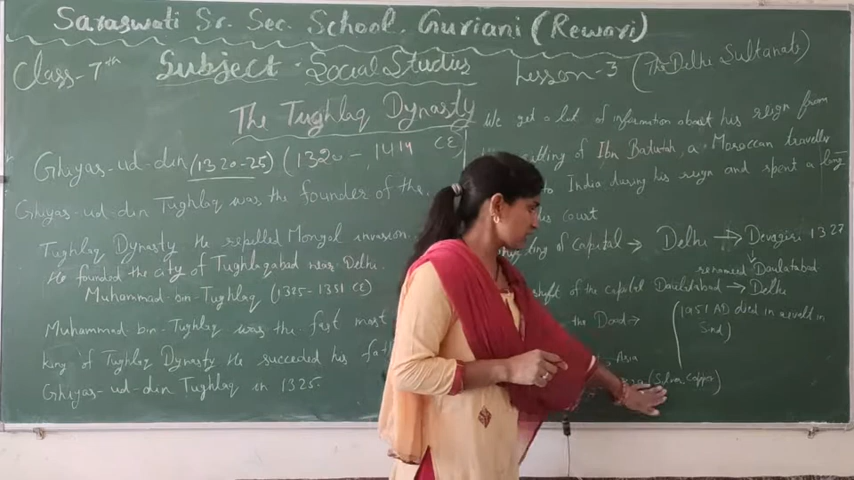 Saraswati Sr. Sec. School, Guriani (Rewari)
Class-7th Subject - Social Studies Lesson-3 (The Delhi Sultanats)
The Tughlaq Dynasty
(1320 - 1414 CE)
Ghiyas-ud-din (1320-25)
Ghiyas-ud-din Tughlaq was the founder of the
Tughlaq Dynasty. He repelled Mongol invasion.
He founded the city of Tughlaqabad near Delhi.
Muhammad-bin-Tughlaq (1325-1351 CE)
Muhammad bin-Tughlaq was the most
king of Tughlaq Dynasty. He succeeded his
Ghiyas-ud-din Tughlaq in 1325.
We get a lot of information about his reign from
of Ibn Batutah, a Moroccan traveller
to India during his reign and spent a long
his court
of Capital → Delhi → Devagiri 1327
renamed Daulatabad
shift of the capital Daulatabad → Delhi
the Doab →
(1351 AD died in a revolt in
Sind)
Asia
(Silver Copper)